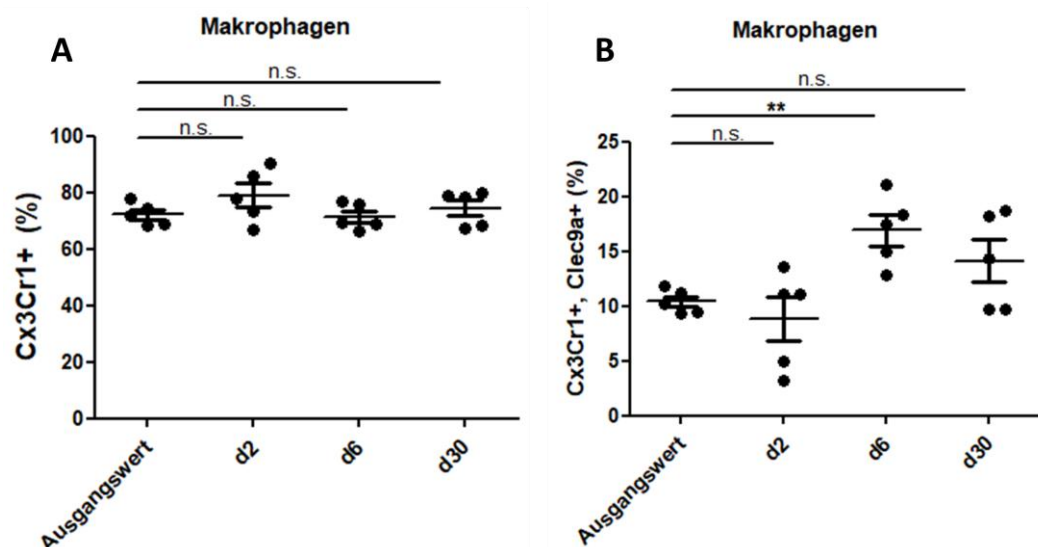 A
Makrophagen
n.s.
n.s.
n.s.
Cx3Cr1+ (%)
100
80
60
40
20
0
Ausgangswert
d2
d6
d30
B
Makrophagen
n.s.
**
n.s.
Cx3Cr1+, Clec9a+ (%)
25
20
15
10
5
0
Ausgangswert
d2
d6
d30